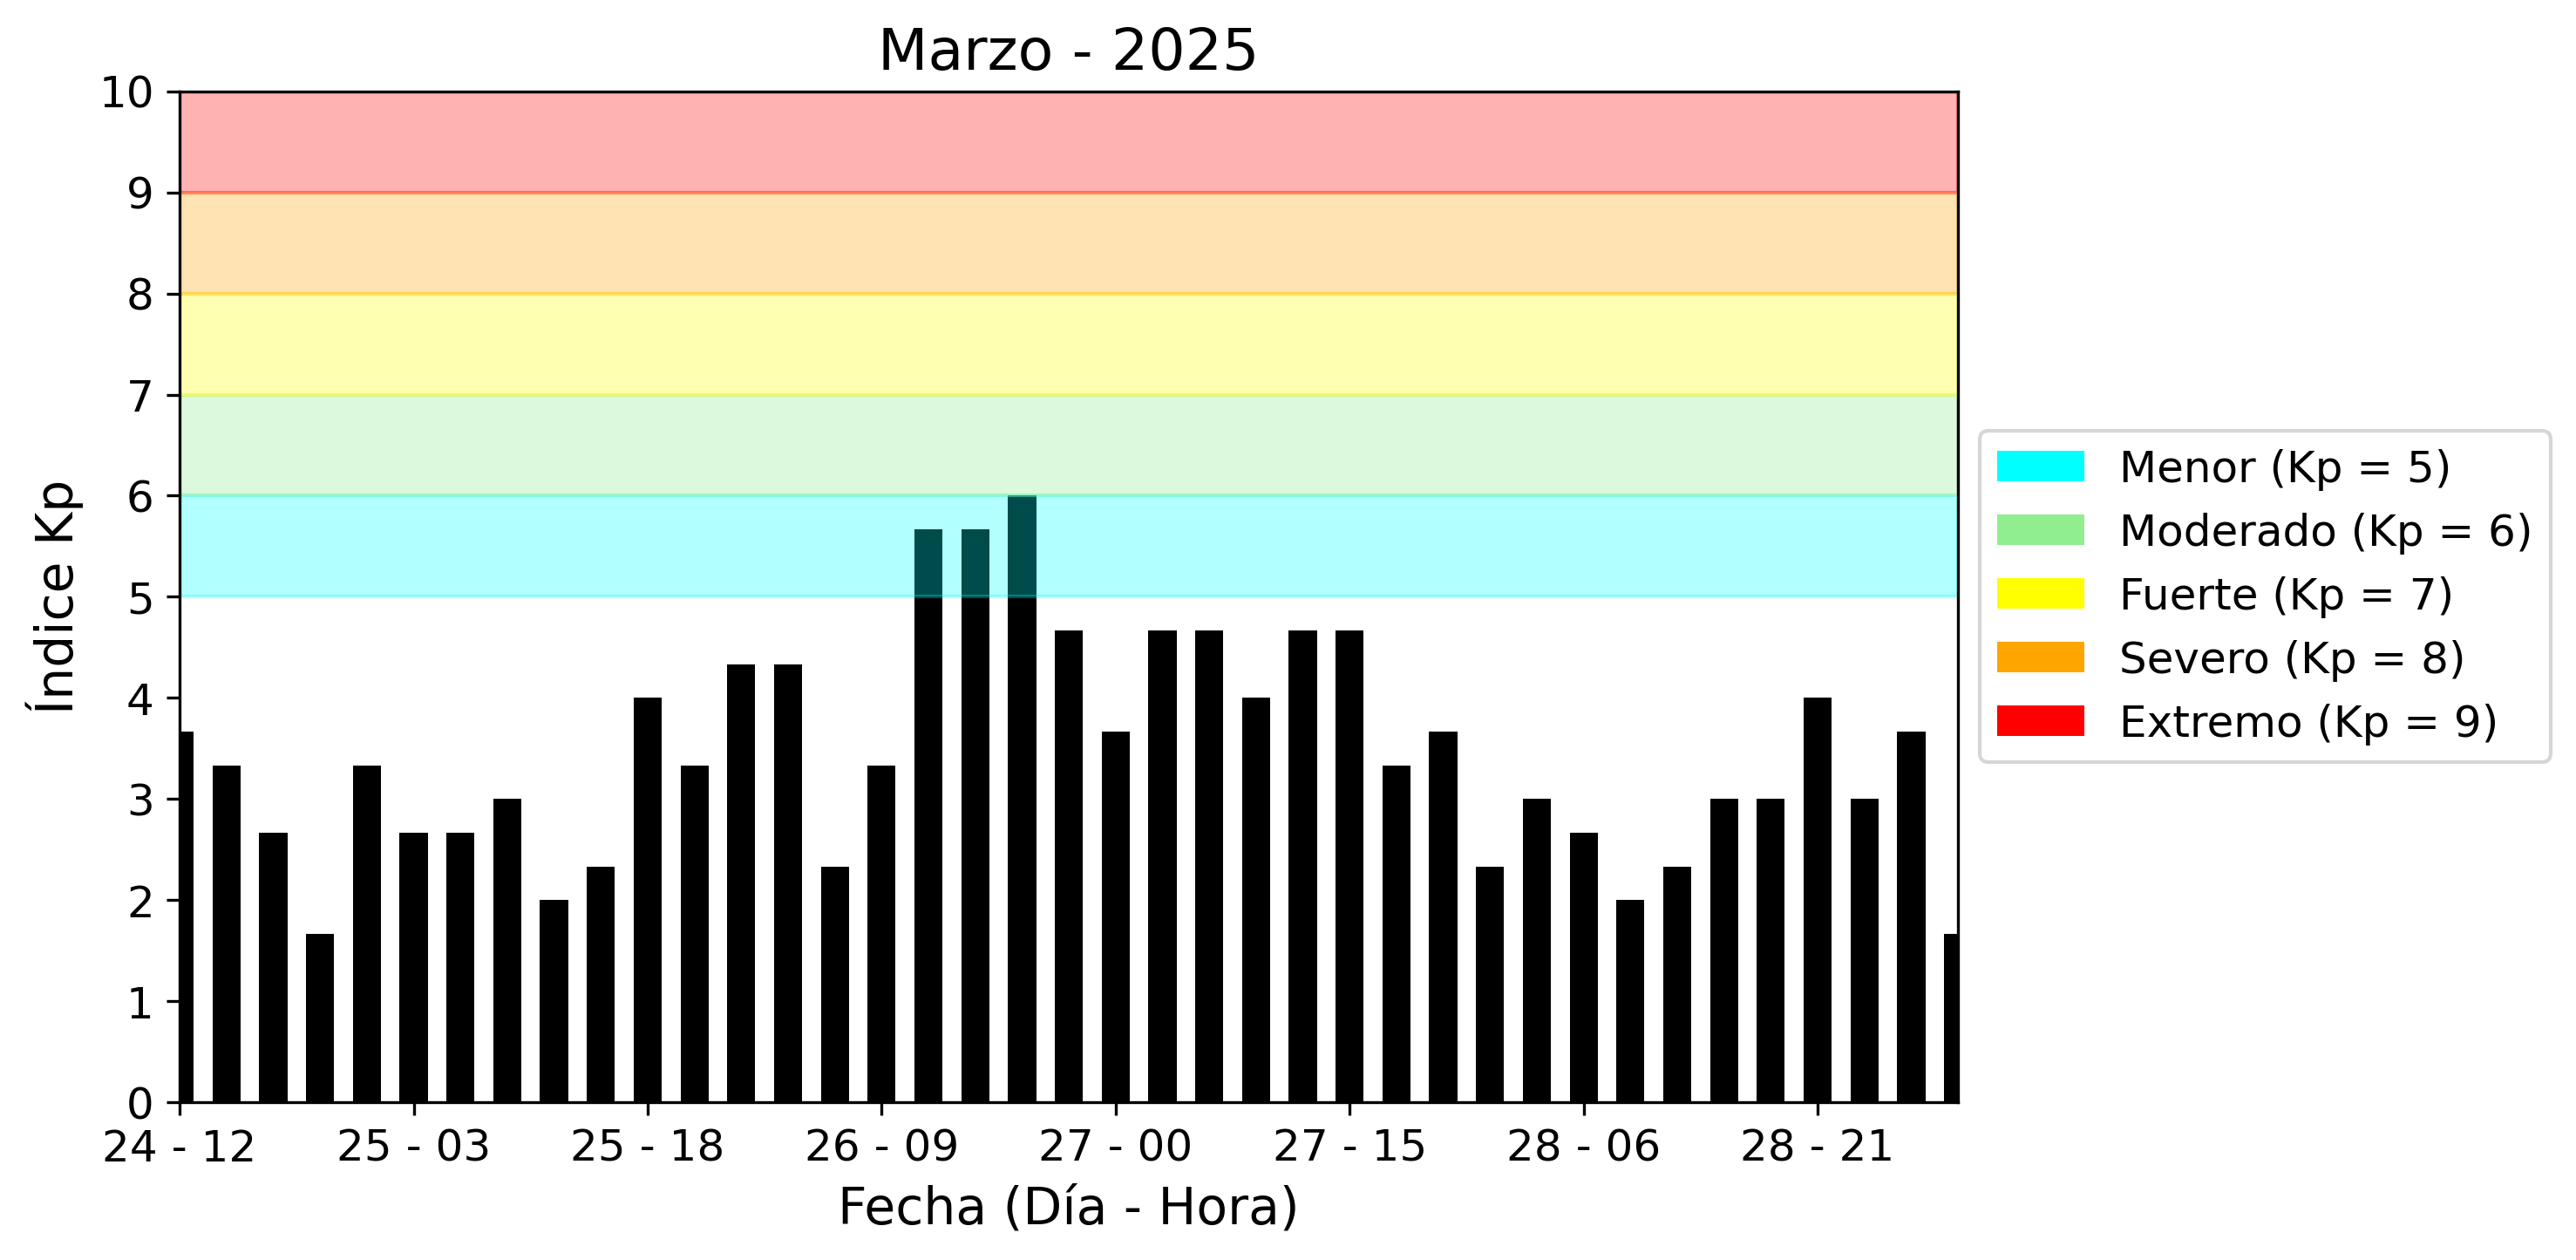 Marzo - 2025
Índice Kp
10
9
8
7
6
5
4
3
2
1
0
24 - 12
25 - 03
25 - 18
26 - 09
27 - 00
27 - 15
28 - 06
28 - 21
Fecha (Día - Hora)
Menor (Kp = 5)
Moderado (Kp = 6)
Fuerte (Kp = 7)
Severo (Kp = 8)
Extremo (Kp = 9)